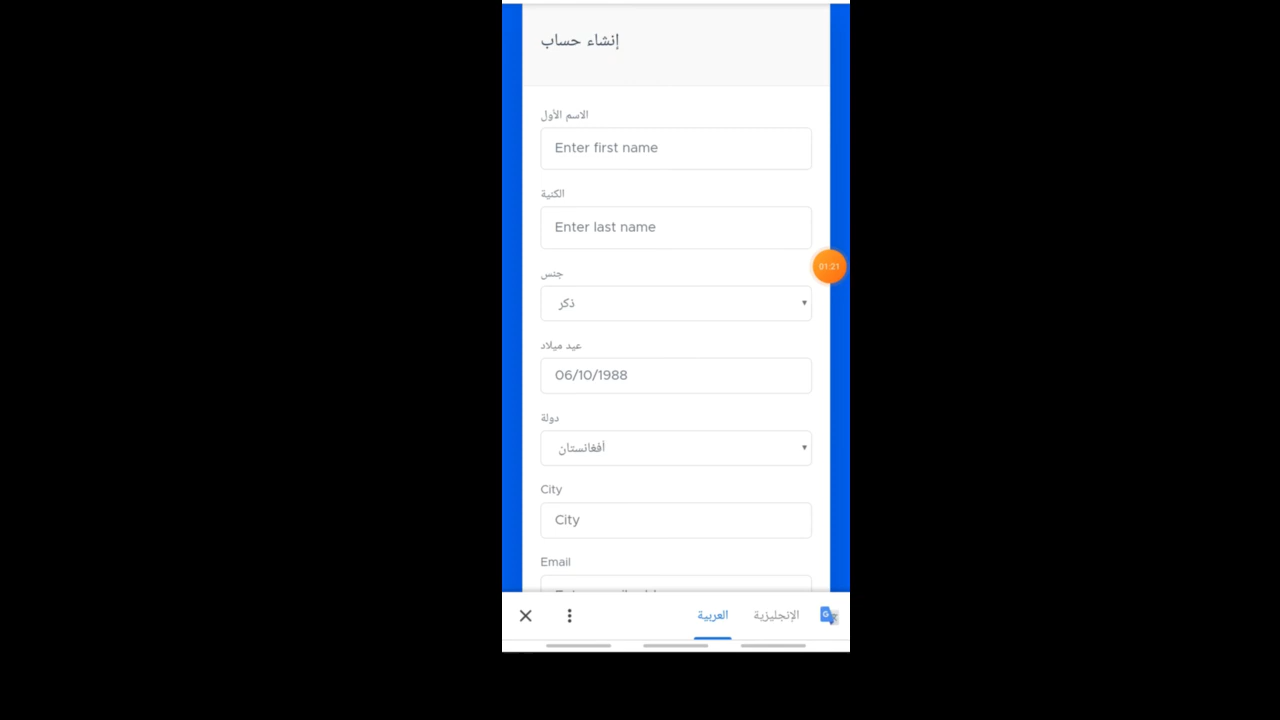 إنشاء حساب
الاسم الأول
Enter first name
الكنية
Enter last name
01:21
جنس
ذكر
عيد ميلاد
06/10/1988
دولة
أفغانستان
City
City
Email
العربية
الإنجليزية